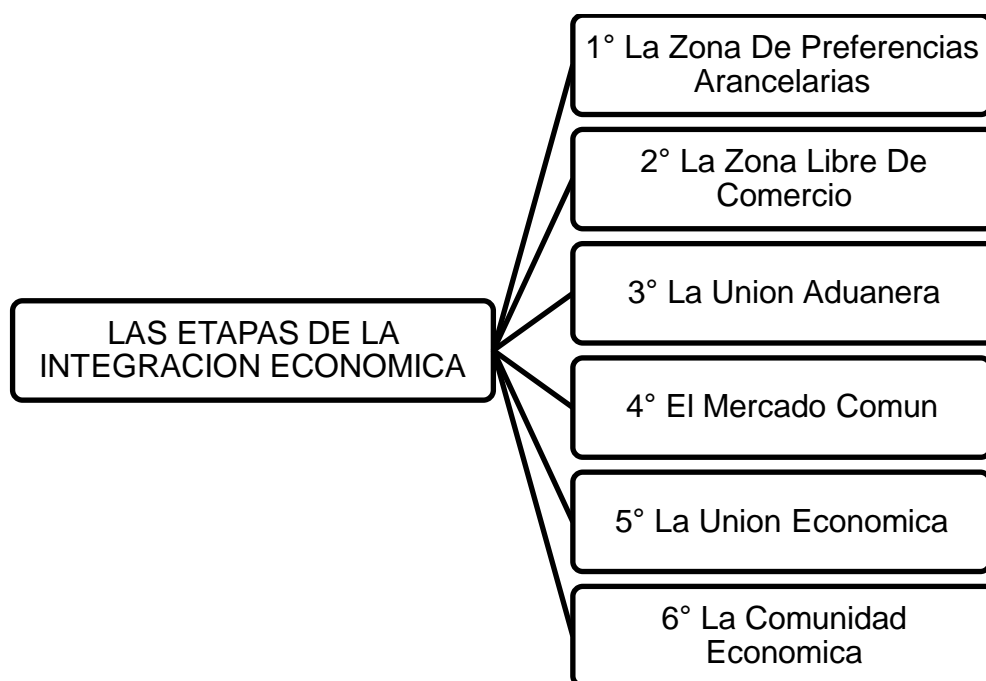 1° La Zona De Preferencias
Arancelarias
2° La Zona Libre De
Comercio
3° La Union Aduanera
LAS ETAPAS DE LA
INTEGRACION ECONOMICA
4° El Mercado Comun
5° La Union Economica
6° La Comunidad
Economica